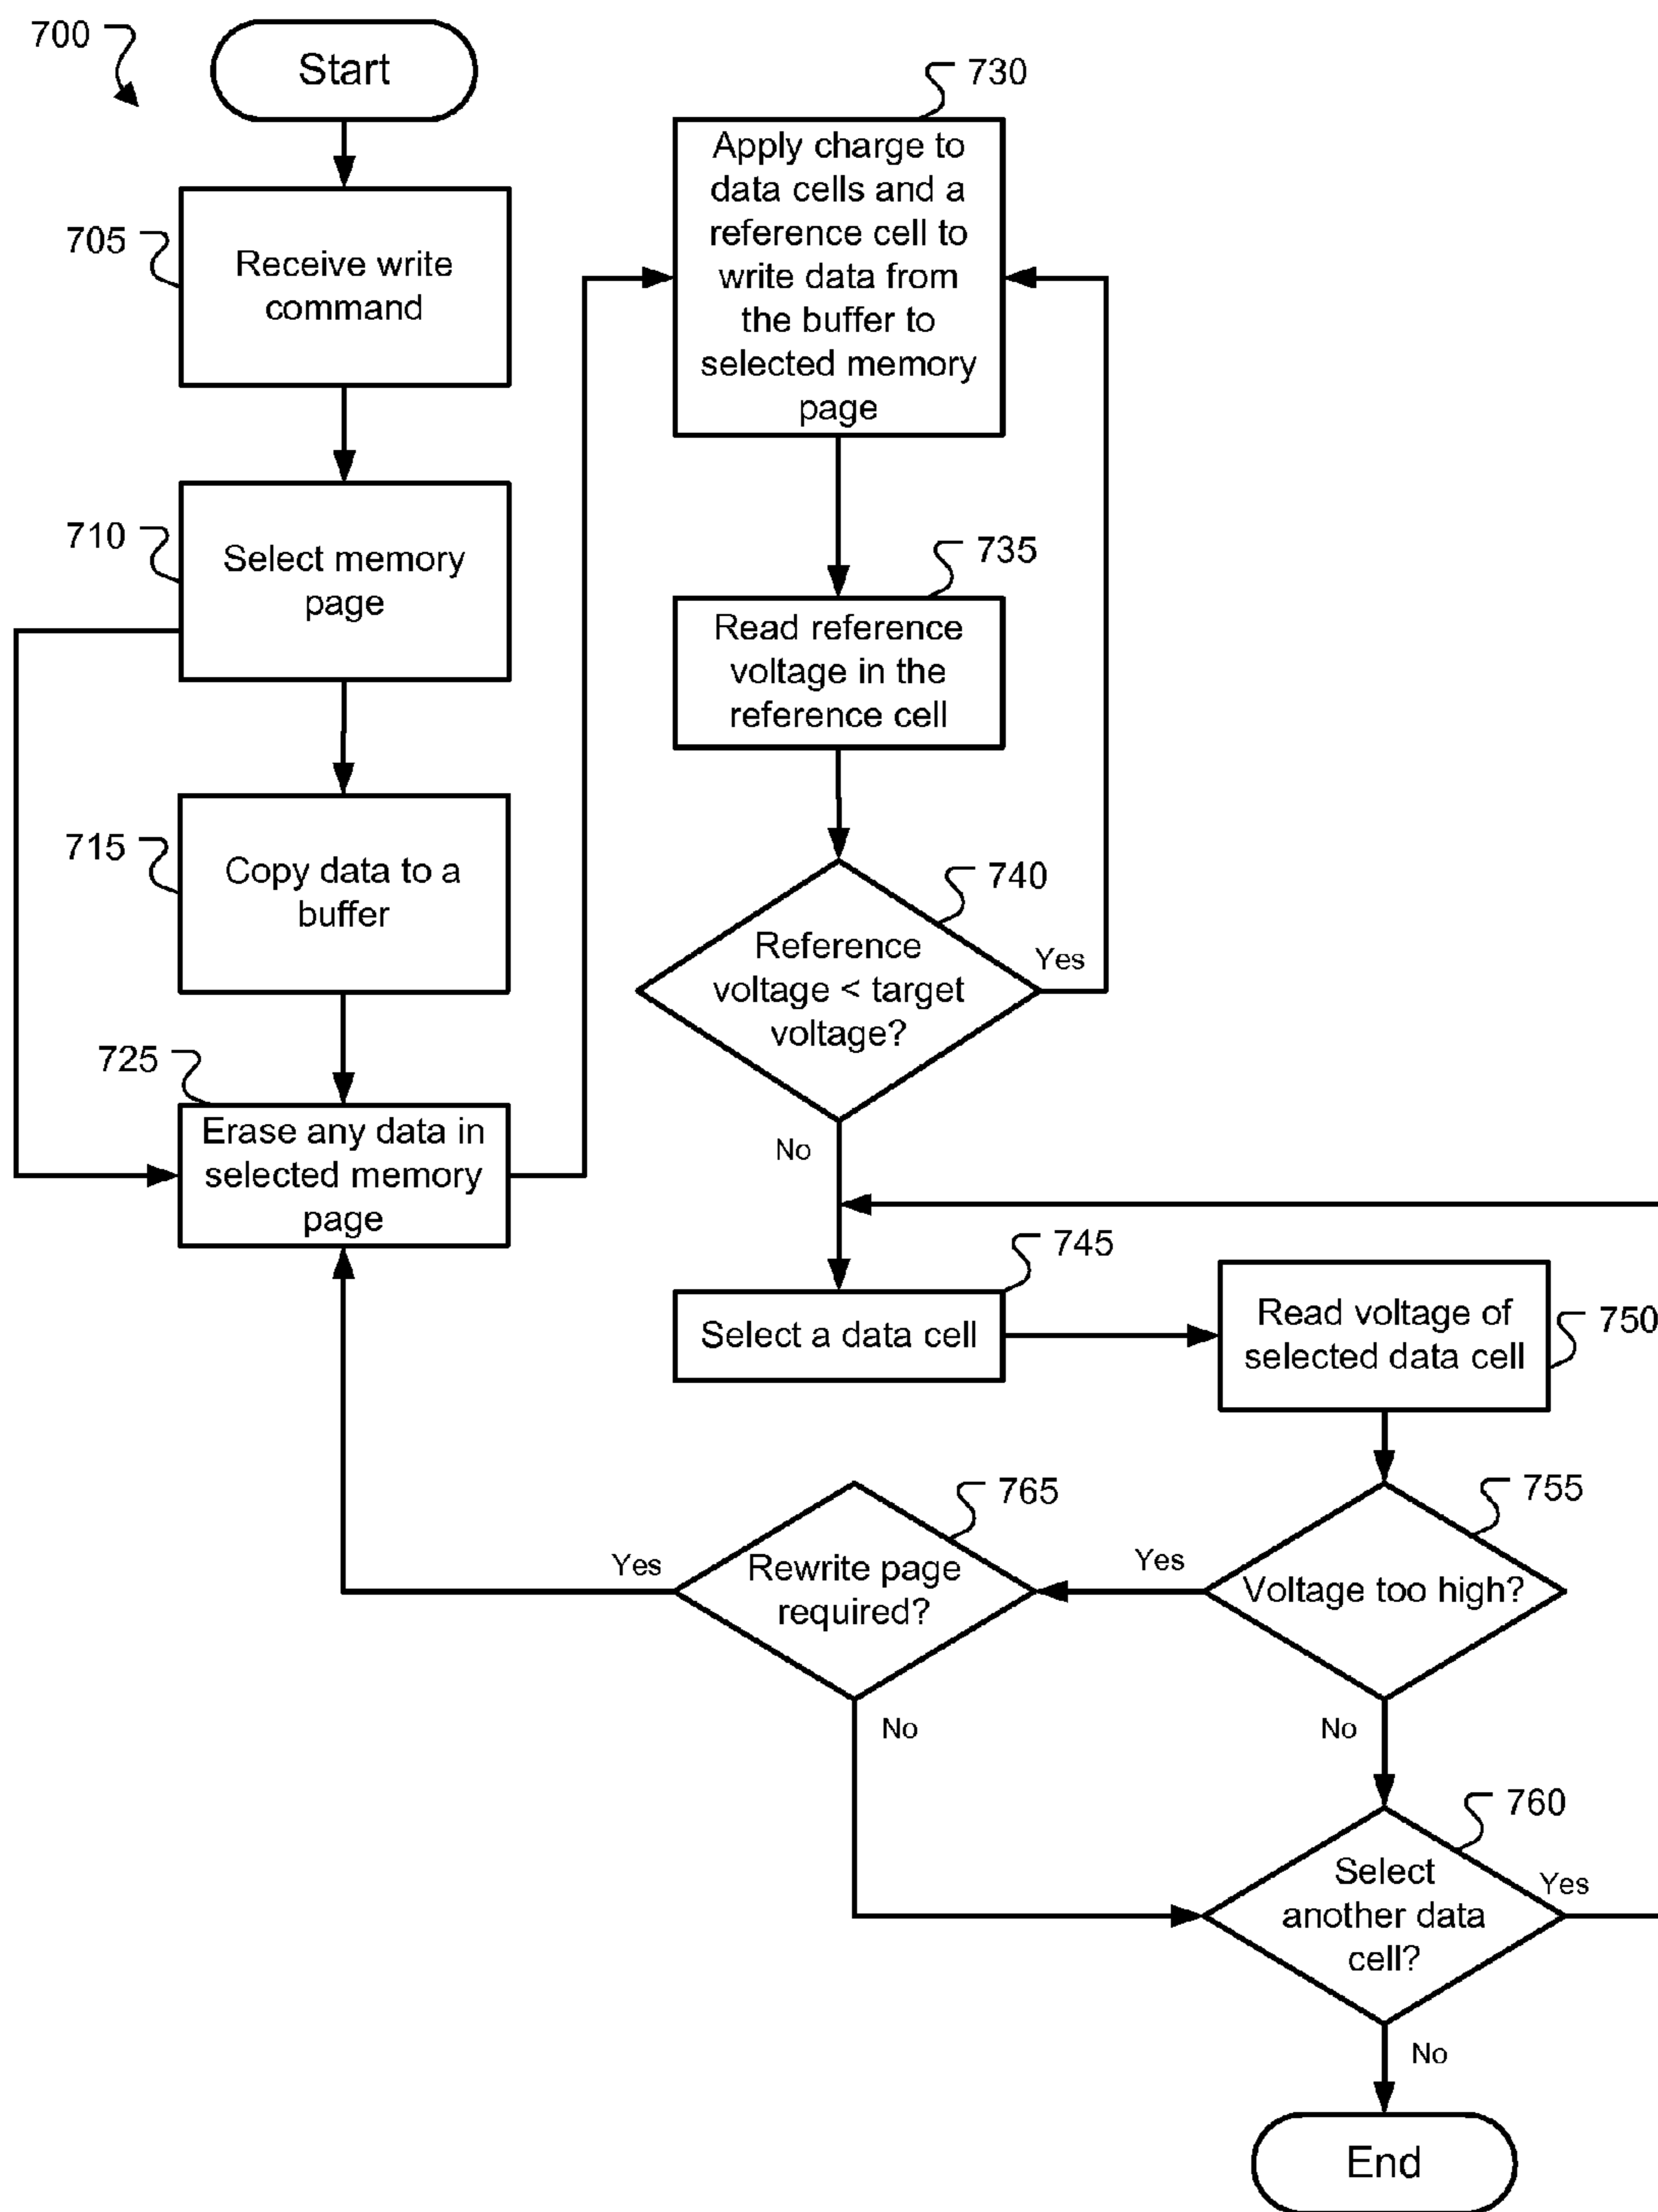 700
Start
705
Receive write
command
710
Select memory
page
715
Copy data to a
buffer
725
Erase any data in
selected memory
page
730
Apply charge to
data cells and a
reference cell to
write data from
the buffer to
selected memory
page
735
Read reference
voltage in the
reference cell
740
Reference
voltage < target
voltage?
Yes
No
745
Select a data cell
Read voltage of
selected data cell
750
755
Voltage too high?
Yes
No
765
Rewrite page
required?
Yes
No
760
Select
another data
cell?
Yes
No
End